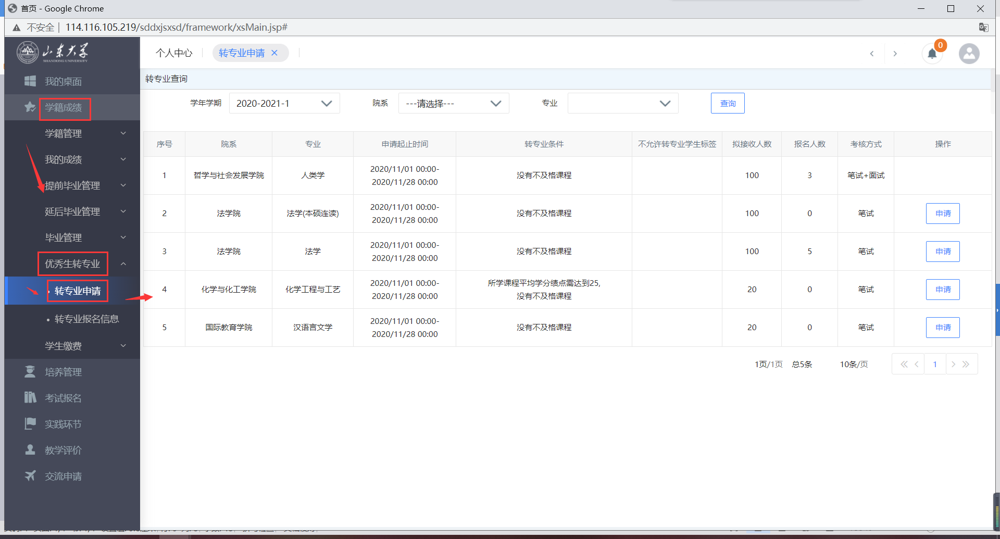 首页 - Google Chrome
不安全 | 114.116.105.219/sddxjsxsd/framework/xsMain.jsp#
山东大学
SHANDONG UNIVERSITY
个人中心
转专业申请 ×
0
我的桌面
学籍成绩
学籍管理
我的成绩
提前毕业管理
延后毕业管理
毕业管理
优秀生转专业
转专业申请
转专业报名信息
学生缴费
培养管理
考试报名
实践环节
教学评价
交流申请
转专业查询
学年学期 2020-2021-1 院系 ---请选择--- 专业 查询
序号 院系 专业 申请起止时间 转专业条件 不允许转专业学生标签 拟接收人数 报名人数 考核方式 操作
1 哲学与社会发展学院 人类学 2020/11/01 00:00- 没有不及格课程 100 3 笔试+面试
2020/11/28 00:00
2 法学院 法学(本硕连读) 2020/11/01 00:00- 没有不及格课程 100 0 笔试 申请
2020/11/28 00:00
3 法学院 法学 2020/11/01 00:00- 没有不及格课程 100 5 笔试 申请
2020/11/28 00:00
4 化学与化工学院 化学工程与工艺 2020/11/01 00:00- 所学课程平均学分绩点需达到25, 20 0 笔试 申请
2020/11/28 00:00 没有不及格课程
5 国际教育学院 汉语言文学 2020/11/01 00:00- 没有不及格课程 20 0 笔试 申请
2020/11/28 00:00
1页/1页 总5条 10条/页 1